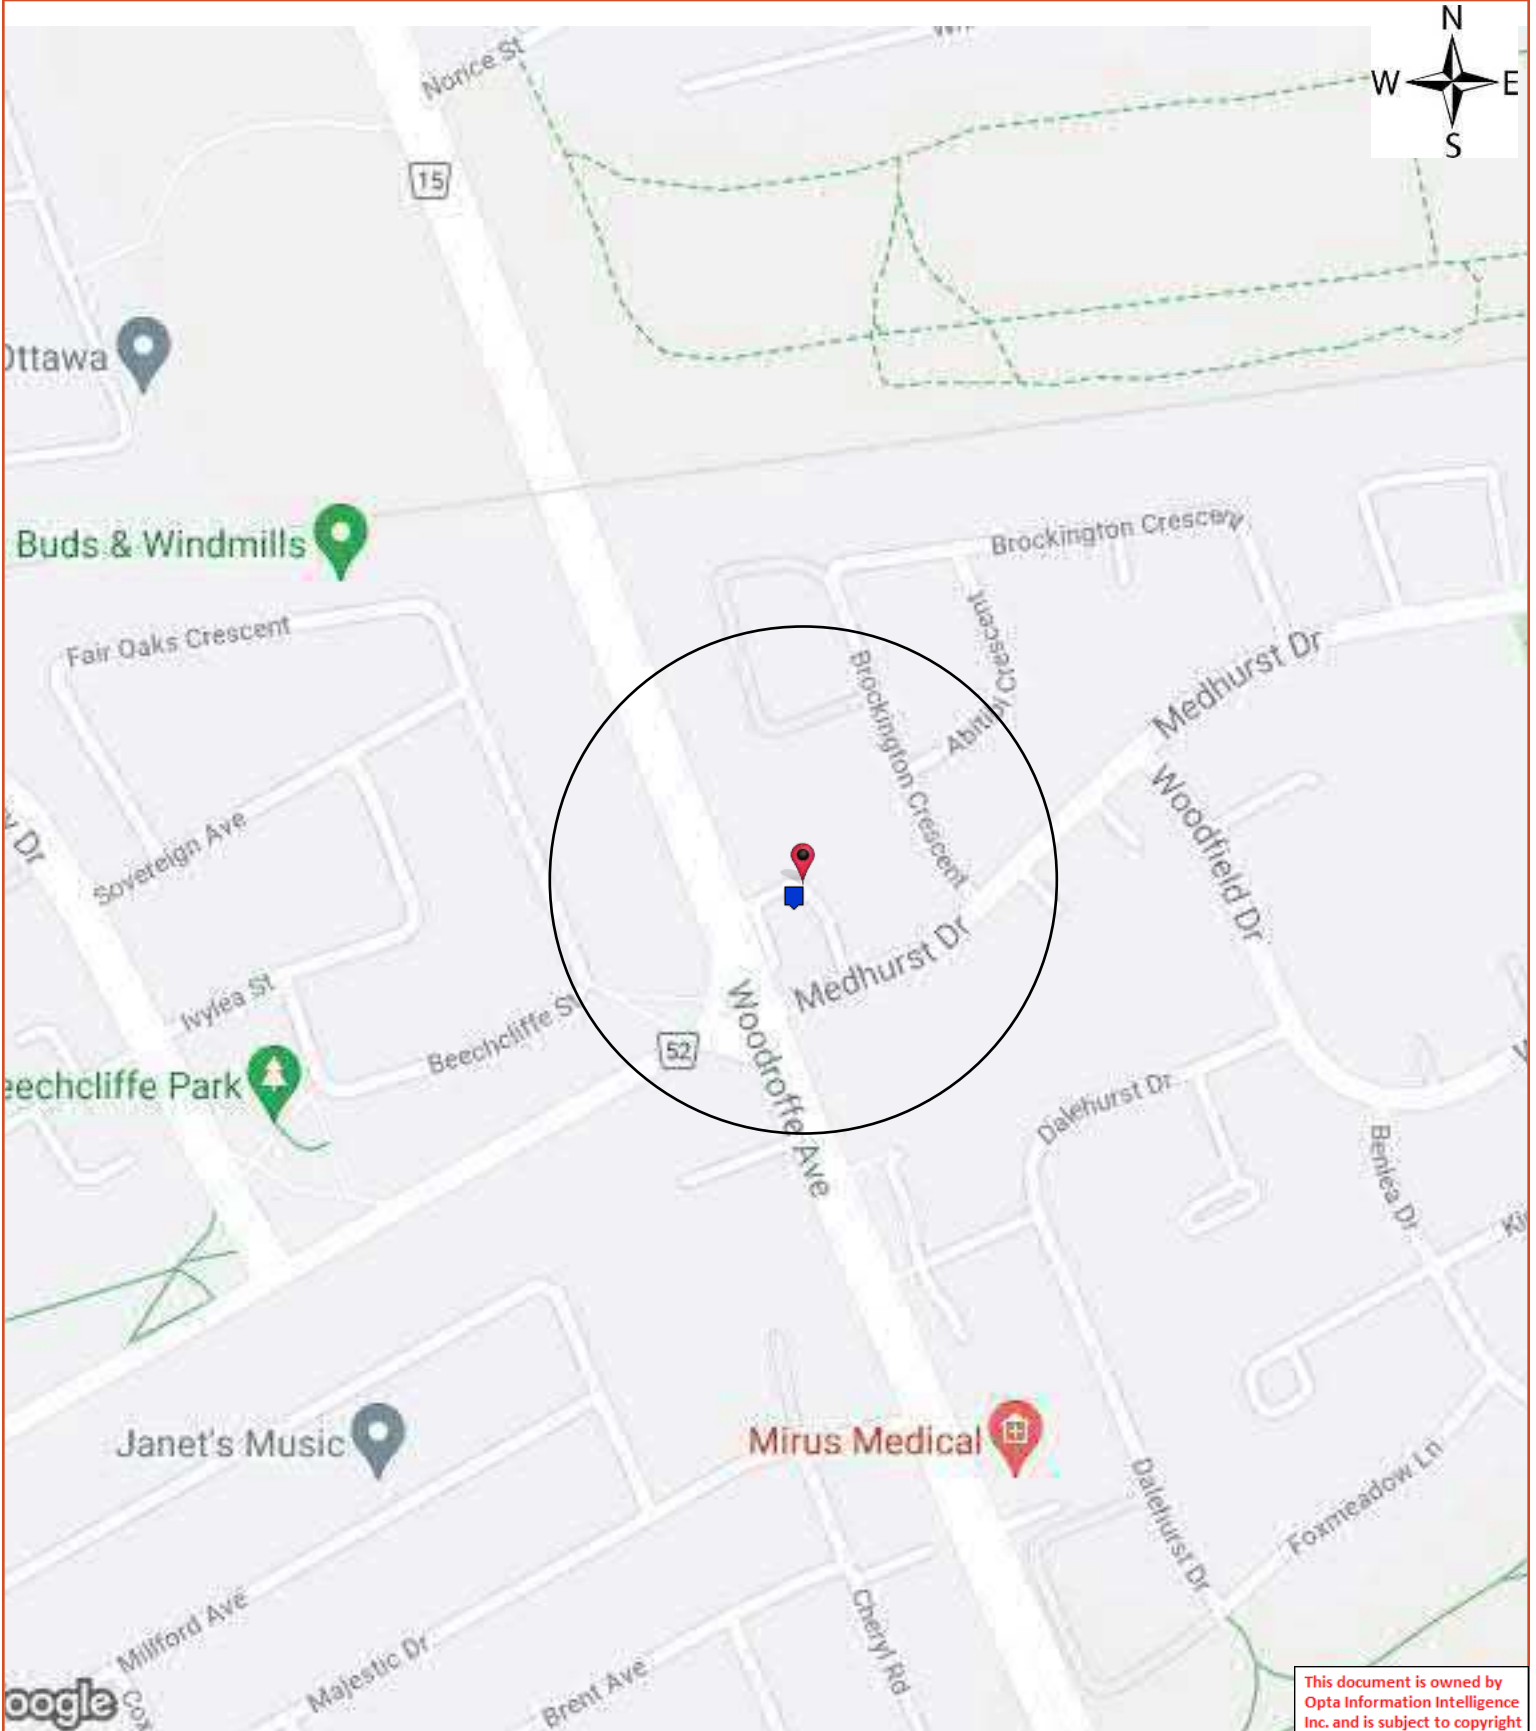 N
W E
S
Norice St
15
Ottawa
Buds & Windmills
Brockington Crescent
Fair Oaks Crescent
Crescent
Medhurst Dr
Brockington Crescent
Abitibi
Woodfield Dr
Dr
Sovereign Ave
Medhurst Dr
Ivylea St
Woodroffe Ave
Beechcliffe St
52
eechcliffe Park
Dalehurst Dr
Benlea Dr
Janet's Music
Mirus Medical
Dalehurst Dr
Foxmeadow Ln
Millford Ave
Majestic Dr
Brent Ave
Cheryl Rd
oogle
This document is owned by
Opta Information Intelligence
Inc. and is subject to copyright